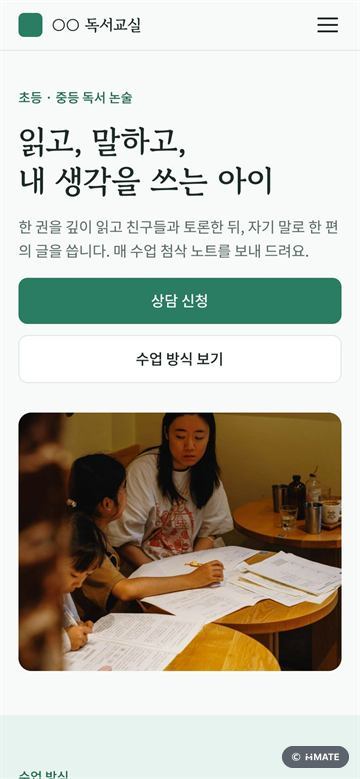 ○○ 독서교실
초등 · 중등 독서 논술
읽고, 말하고,
내 생각을 쓰는 아이
한 권을 깊이 읽고 친구들과 토론한 뒤, 자기 말로 한 편
의 글을 씁니다. 매 수업 첨삭 노트를 보내 드려요.
상담 신청
수업 방식 보기
수업 방식
© HMATE